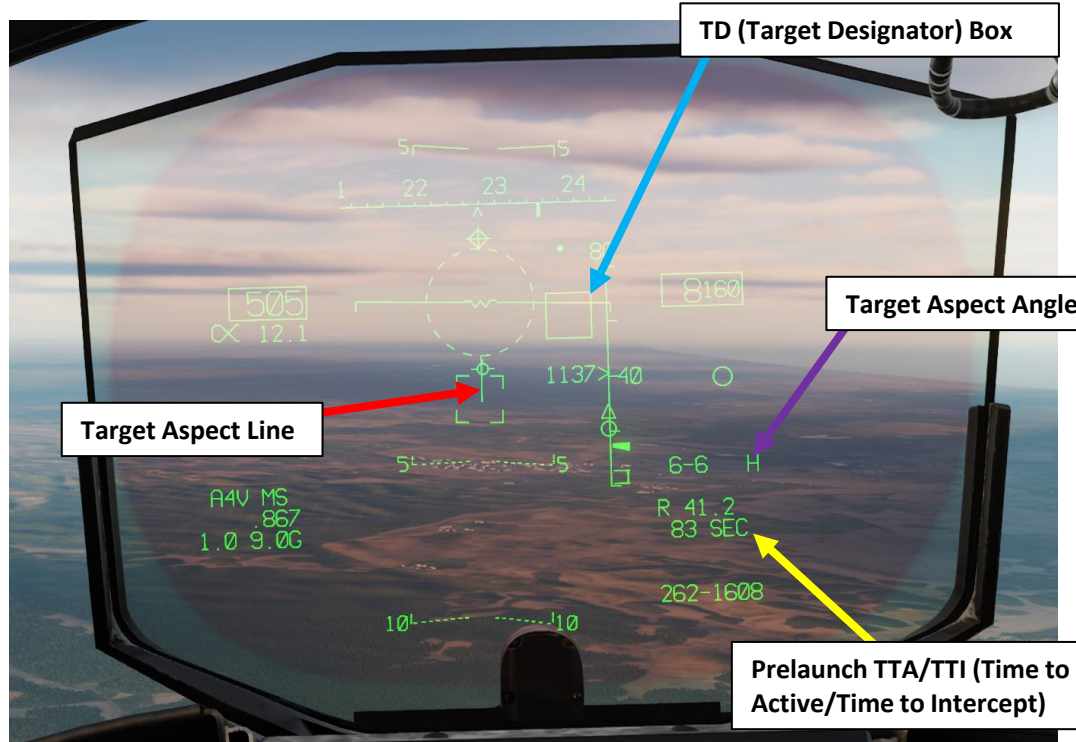 TD (Target Designator) Box
5 5
1 22 23 24
80
505
8160
α 12.1
Target Aspect Angle
1137>40
Target Aspect Line
5 5
6-6 H
A4V MS
R 41.2
.867
83 SEC
1.0 9.0G
262-1608
10 10
Prelaunch TTA/TTI (Time to
Active/Time to Intercept)